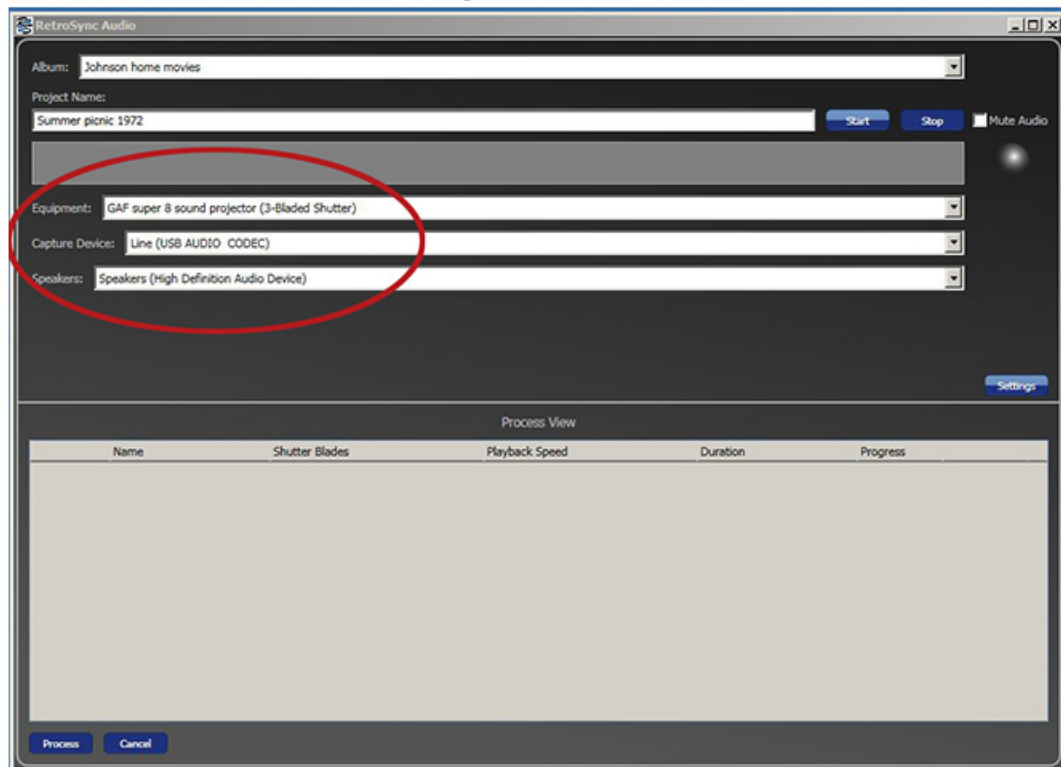 RetroSync Audio
Album: Johnson home movies
Project Name:
Summer picnic 1972 Start Stop Mute Audio
Equipment: GAF super 8 sound projector (3-Bladed Shutter)
Capture Device: Line (USB AUDIO CODEC)
Speakers: Speakers (High Definition Audio Device)
Settings
Process View
Name Shutter Blades Playback Speed Duration Progress
Process Cancel